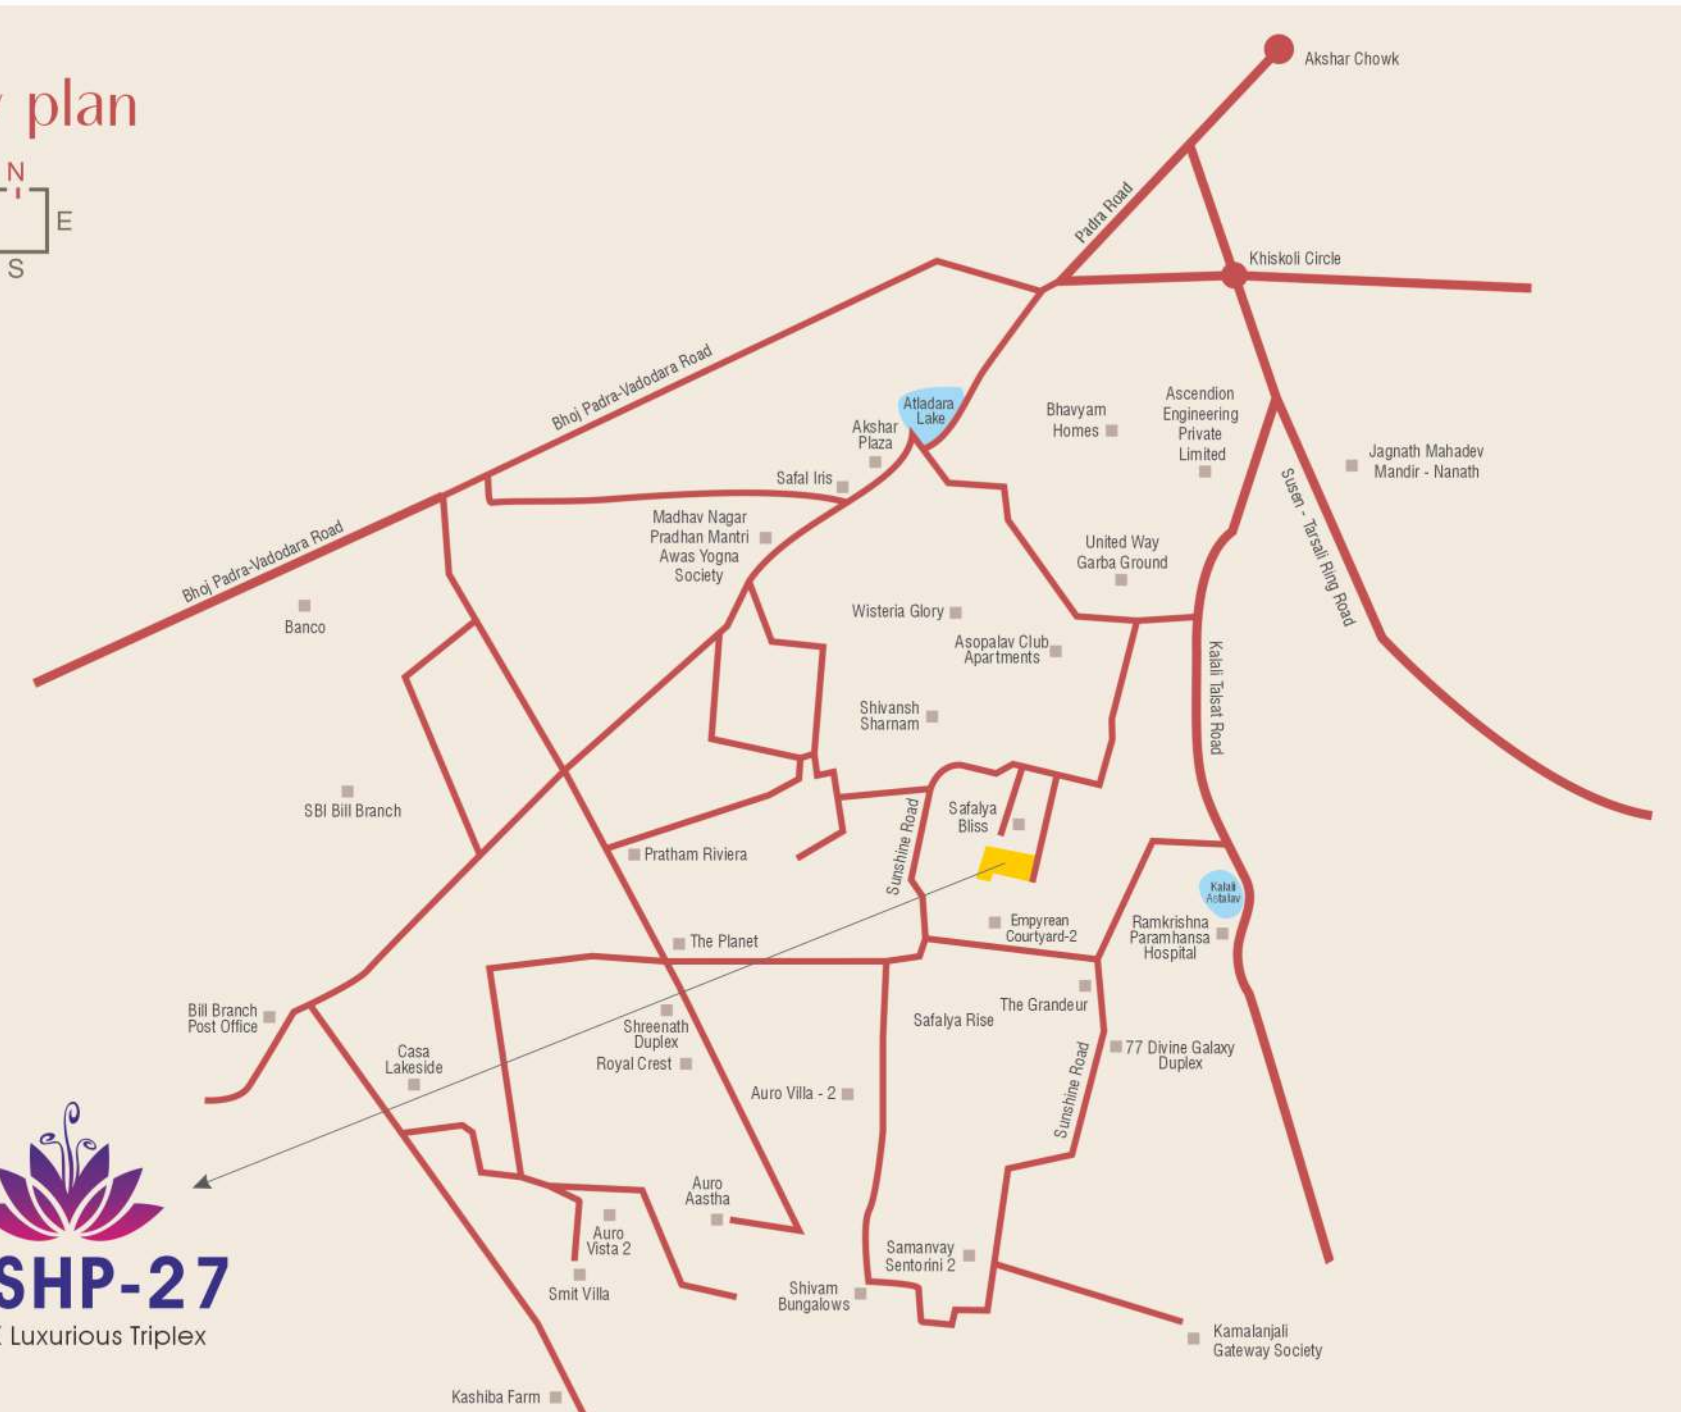 plan
N
E
S
Akshar Chowk
Padra Road
Khiskoli Circle
Bhoj Padra-Vadodara Road
Bhoj Padra-Vadodara Road
Atladara
Lake
Akshar
Plaza
Safal Iris
Bhavyam
Homes
Ascendion
Engineering
Private
Limited
Jagnath Mahadev
Mandir - Nanath
Susen - Tarsali Ring Road
Madhav Nagar
Pradhan Mantri
Awas Yogna
Society
United Way
Garba Ground
Banco
Wisteria Glory
Asopalav Club
Apartments
Kalali Talsat Road
Shivansh
Sharnam
SBI Bill Branch
Safalya
Bliss
Sunshine Road
Pratham Riviera
Kalali
Astalav
Empyrean
Courtyard-2
Ramkrishna
Paramhansa
Hospital
The Planet
The Grandeur
Safalya Rise
Bill Branch
Post Office
Shreenath
Duplex
Royal Crest
Casa
Lakeside
77 Divine Galaxy
Duplex
Sunshine Road
Auro Villa - 2
Auro
Aastha
Auro
Vista 2
Samanvay
Sentorini 2
Smit Villa
Shivam
Bungalows
SHP-27
Luxurious Triplex
Kamalanjali
Gateway Society
Kashiba Farm